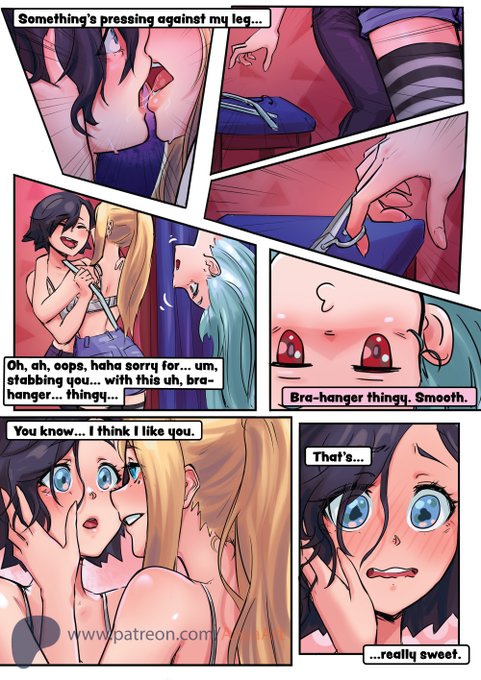 Something's pressing against my leg...
Oh, ah, oops, haha sorry for... um,
stabbing you... with this uh, bra-
hanger... thingy...
Bra-hanger thingy. Smooth.
You know... I think I like you.
That's...
...really sweet.
www.patreon.com/